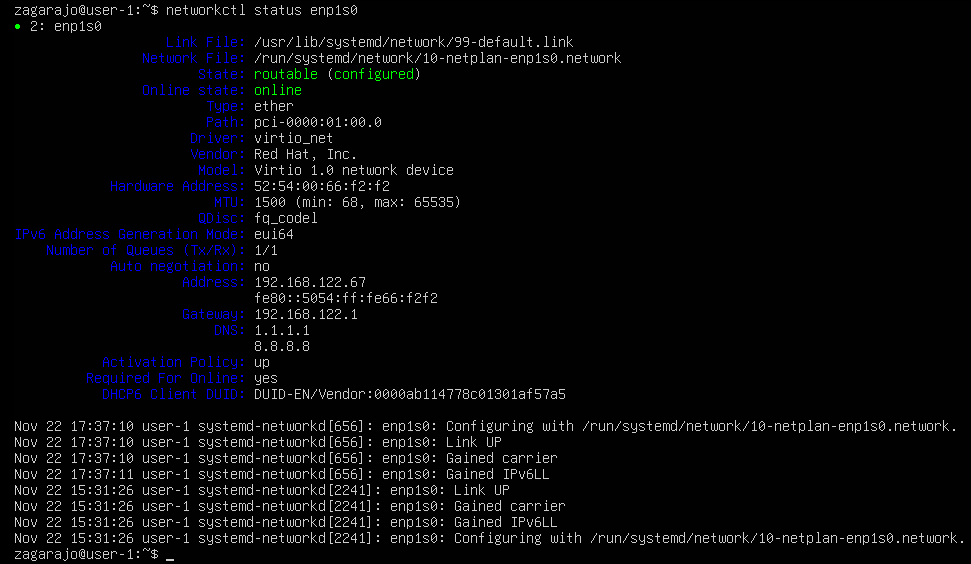 zagarajo@user-1:~$ networkctl status enp1s0
● 2: enp1s0
Link File: /usr/lib/systemd/network/99-default.link
Network File: /run/systemd/network/10-netplan-enp1s0.network
State: routable (configured)
Online state: online
Type: ether
Path: pci-0000:01:00.0
Driver: virtio_net
Vendor: Red Hat, Inc.
Model: Virtio 1.0 network device
Hardware Address: 52:54:00:66:f2:f2
MTU: 1500 (min: 68, max: 65535)
QDisc: fq_codel
IPv6 Address Generation Mode: eui64
Number of Queues (Tx/Rx): 1/1
Auto negotiation: no
Address: 192.168.122.67
fe80::5054:ff:fe66:f2f2
Gateway: 192.168.122.1
DNS: 1.1.1.1
8.8.8.8
Activation Policy: up
Required For Online: yes
DHCP6 Client DUID: DUID-EN/Vendor:0000ab114778c01301af57a5
Nov 22 17:37:10 user-1 systemd-networkd[656]: enp1s0: Configuring with /run/systemd/network/10-netplan-enp1s0.network.
Nov 22 17:37:10 user-1 systemd-networkd[656]: enp1s0: Link UP
Nov 22 17:37:10 user-1 systemd-networkd[656]: enp1s0: Gained carrier
Nov 22 17:37:11 user-1 systemd-networkd[656]: enp1s0: Gained IPv6LL
Nov 22 15:31:26 user-1 systemd-networkd[2241]: enp1s0: Link UP
Nov 22 15:31:26 user-1 systemd-networkd[2241]: enp1s0: Gained carrier
Nov 22 15:31:26 user-1 systemd-networkd[2241]: enp1s0: Gained IPv6LL
Nov 22 15:31:26 user-1 systemd-networkd[2241]: enp1s0: Configuring with /run/systemd/network/10-netplan-enp1s0.network.
zagarajo@user-1:~$ _